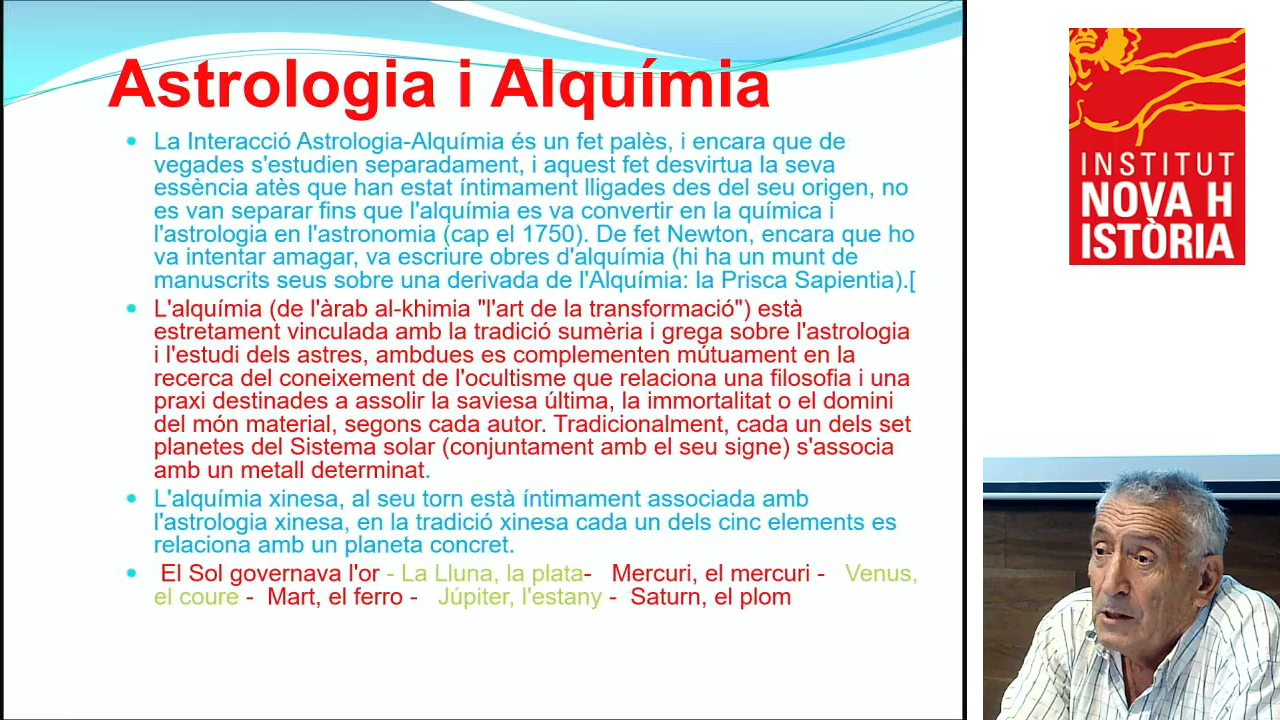 Astrologia i Alquímia
La Interacció Astrologia-Alquímia és un fet palès, i encara que de
vegades s'estudien separadament, i aquest fet desvirtua la seva
essència atès que han estat íntimament lligades des del seu origen, no
es van separar fins que l'alquímia es va convertir en la química i
l'astrologia en l'astronomia (cap el 1750). De fet Newton, encara que ho
va intentar amagar, va escriure obres d'alquímia (hi ha un munt de
manuscrits seus sobre una derivada de l'Alquímia: la Prisca Sapientia).[
L'alquímia (de l'àrab al-khimia "l'art de la transformació") està
estretament vinculada amb la tradició sumèria i grega sobre l'astrologia
i l'estudi dels astres, ambdues es complementen mútuament en la
recerca del coneixement de l'ocultisme que relaciona una filosofia i una
praxi destinades a assolir la saviesa última, la immortalitat o el domini
del món material, segons cada autor. Tradicionalment, cada un dels set
planetes del Sistema solar (conjuntament amb el seu signe) s'associa
amb un metall determinat.
L'alquímia xinesa, al seu torn està íntimament associada amb
l'astrologia xinesa, en la tradició xinesa cada un dels cinc elements es
relaciona amb un planeta concret.
El Sol governava l'or - La Lluna, la plata- Mercuri, el mercuri - Venus,
el coure - Mart, el ferro - Júpiter, l'estany - Saturn, el plom
INSTITUT
NOVA H
ISTÒRIA